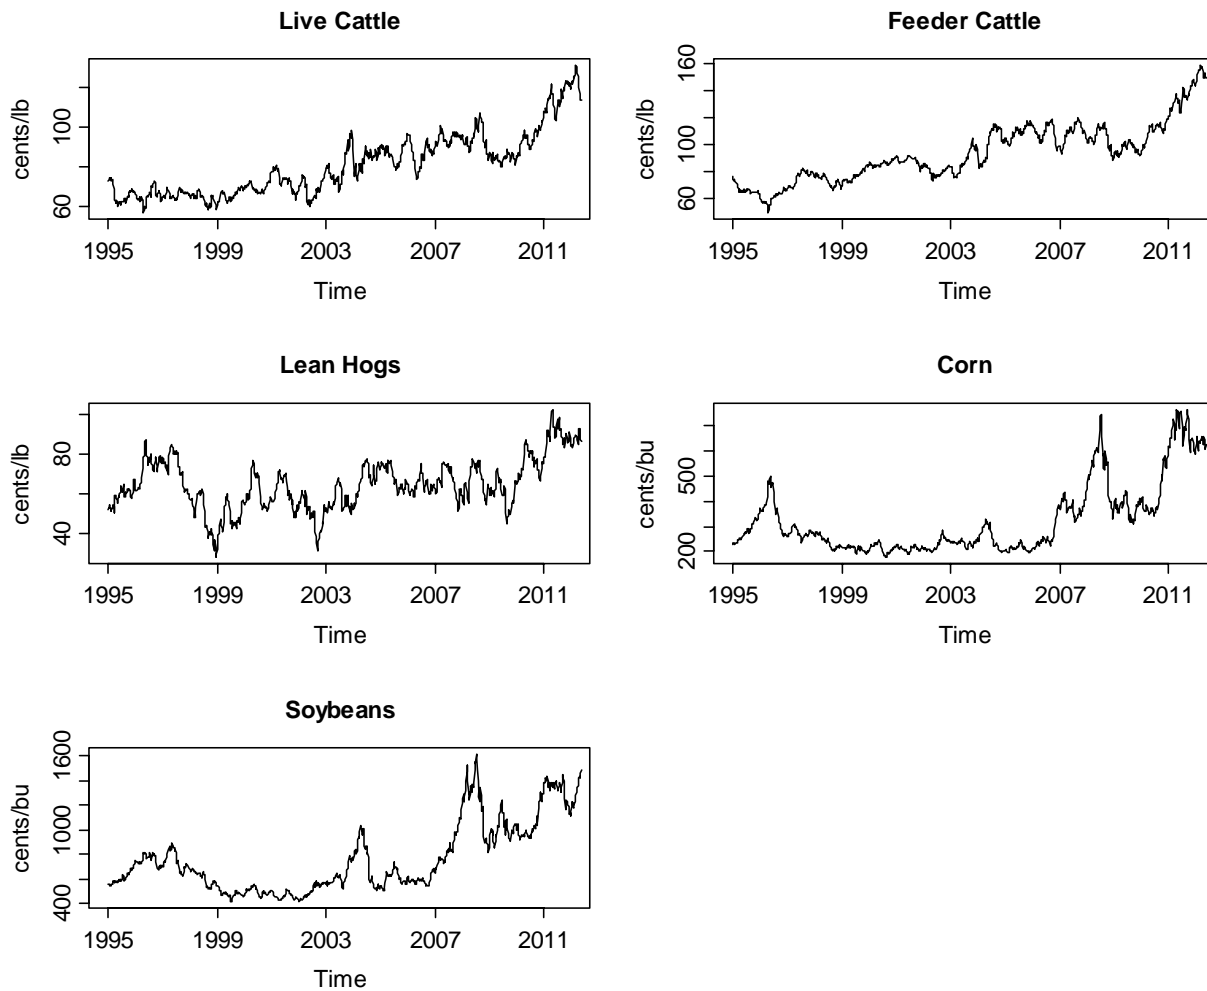 Live Cattle
cents/lb
100
60
1995 1999 2003 2007 2011
Time
Feeder Cattle
cents/lb
160
100
60
1995 1999 2003 2007 2011
Time
Lean Hogs
cents/lb
80
40
1995 1999 2003 2007 2011
Time
Corn
cents/bu
500
200
1995 1999 2003 2007 2011
Time
Soybeans
cents/bu
1600
1000
400
1995 1999 2003 2007 2011
Time